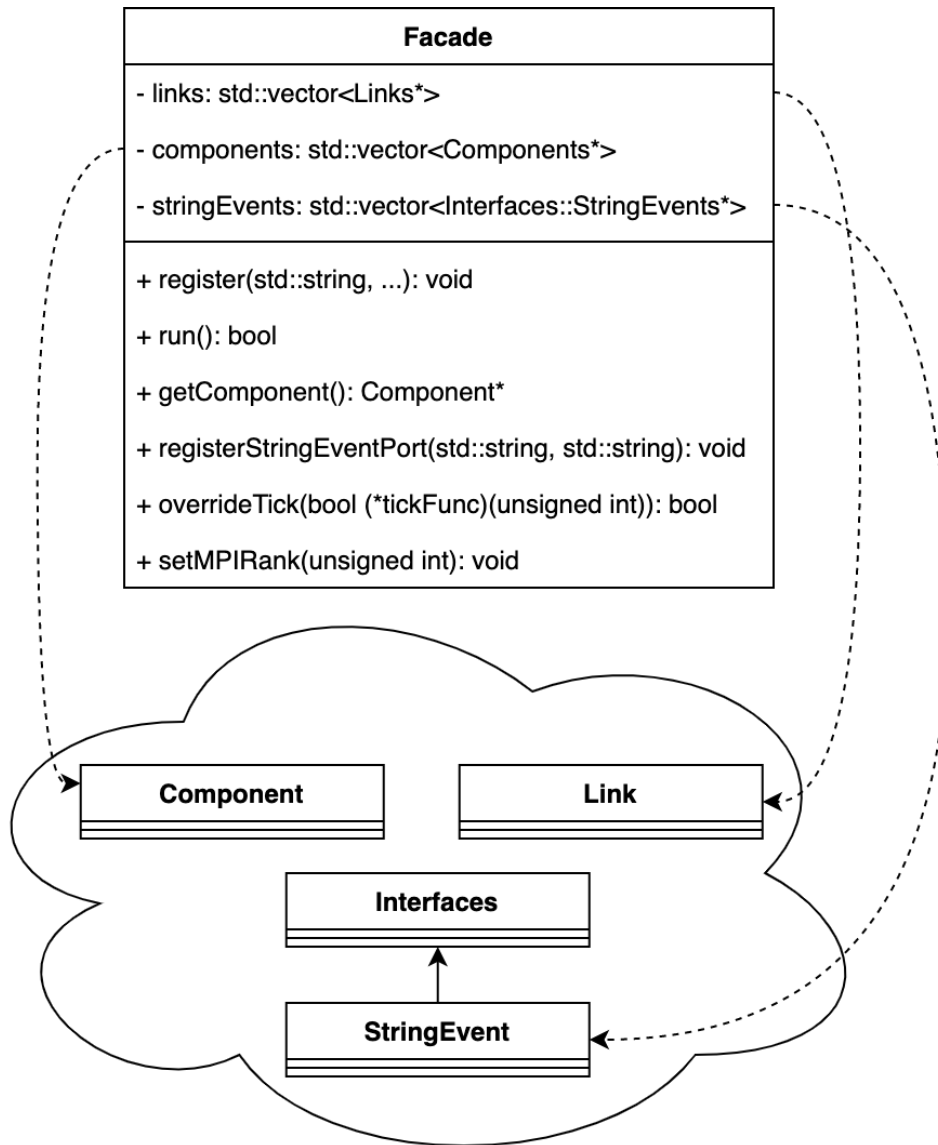 Facade
- links: std::vector<Links*>
- components: std::vector<Components*>
- stringEvents: std::vector<Interfaces::StringEvents*>
+ register(std::string, ...): void
+ run(): bool
+ getComponent(): Component*
+ registerStringEventPort(std::string, std::string): void
+ overrideTick(bool (*tickFunc)(unsigned int)): bool
+ setMPIRank(unsigned int): void
Component
Link
Interfaces
StringEvent